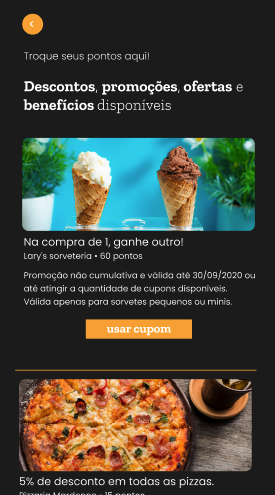 Troque seus pontos aqui!
Descontos, promoções, ofertas e
benefícios disponíveis
Na compra de 1, ganhe outro!
Lary's sorveteria • 60 pontos
Promoção não cumulativa e válida até 30/09/2020 ou
até atingir a quantidade de cupons disponíveis.
Válida apenas para sorvetes pequenos ou minis.
usar cupom
5% de desconto em todas as pizzas.